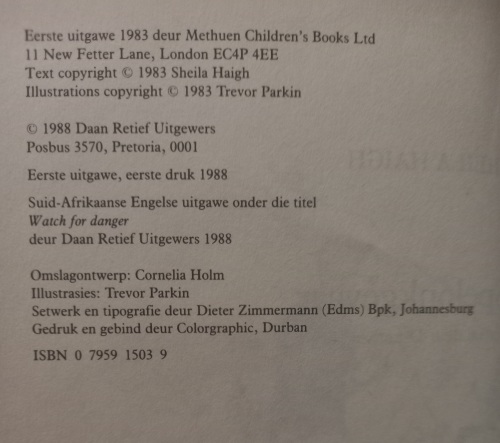 Eerste uitgawe 1983 deur Methuen Children's Books Ltd
11 New Fetter Lane, London EC4P 4EE
Text copyright © 1983 Sheila Haigh
Illustrations copyright © 1983 Trevor Parkin
© 1988 Daan Retief Uitgewers
Posbus 3570, Pretoria, 0001
Eerste uitgawe, eerste druk 1988
Suid-Afrikaanse Engelse uitgawe onder die titel
Watch for danger
deur Daan Retief Uitgewers 1988
Omslagontwerp: Cornelia Holm
Illustrasies: Trevor Parkin
Setwerk en tipografie deur Dieter Zimmermann (Edms) Bpk, Johannesburg
Gedruk en gebind deur Colorgraphic, Durban
ISBN 0 7959 1503 9